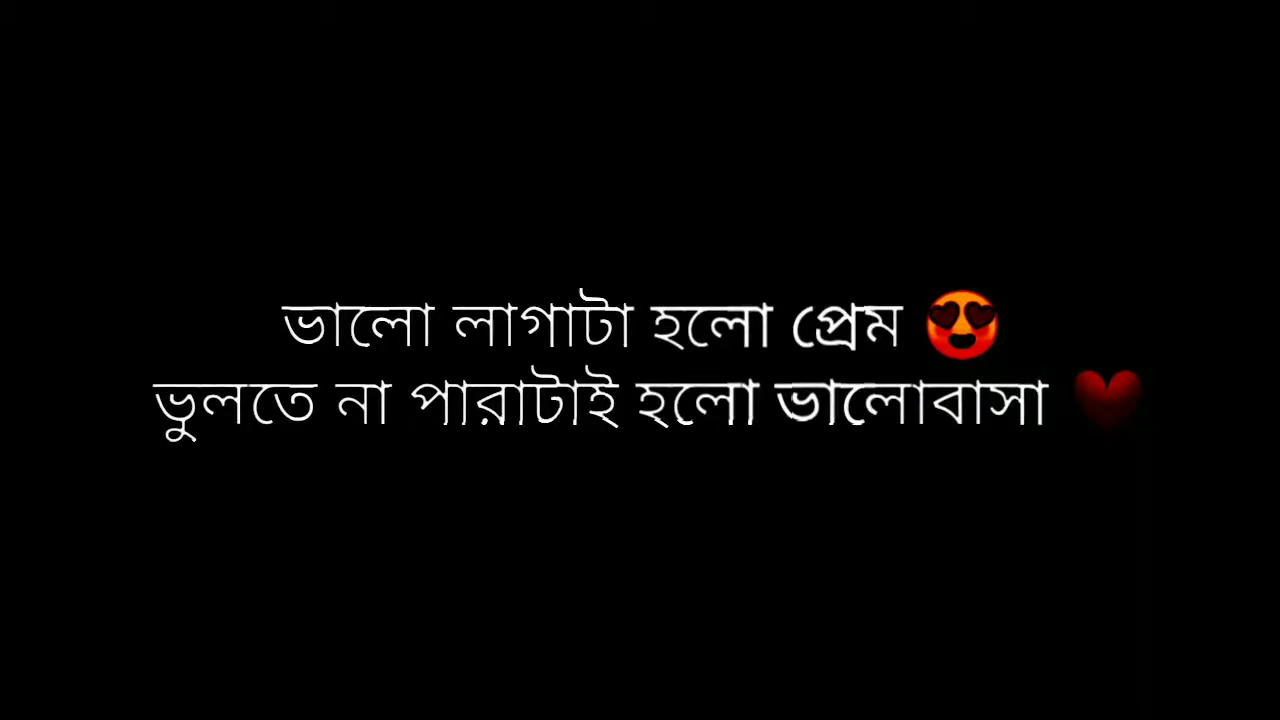 ভালো লাগাটা হলো প্রেম 😍
ভুলতে না পারাটাই হলো ভালোবাসা ♥